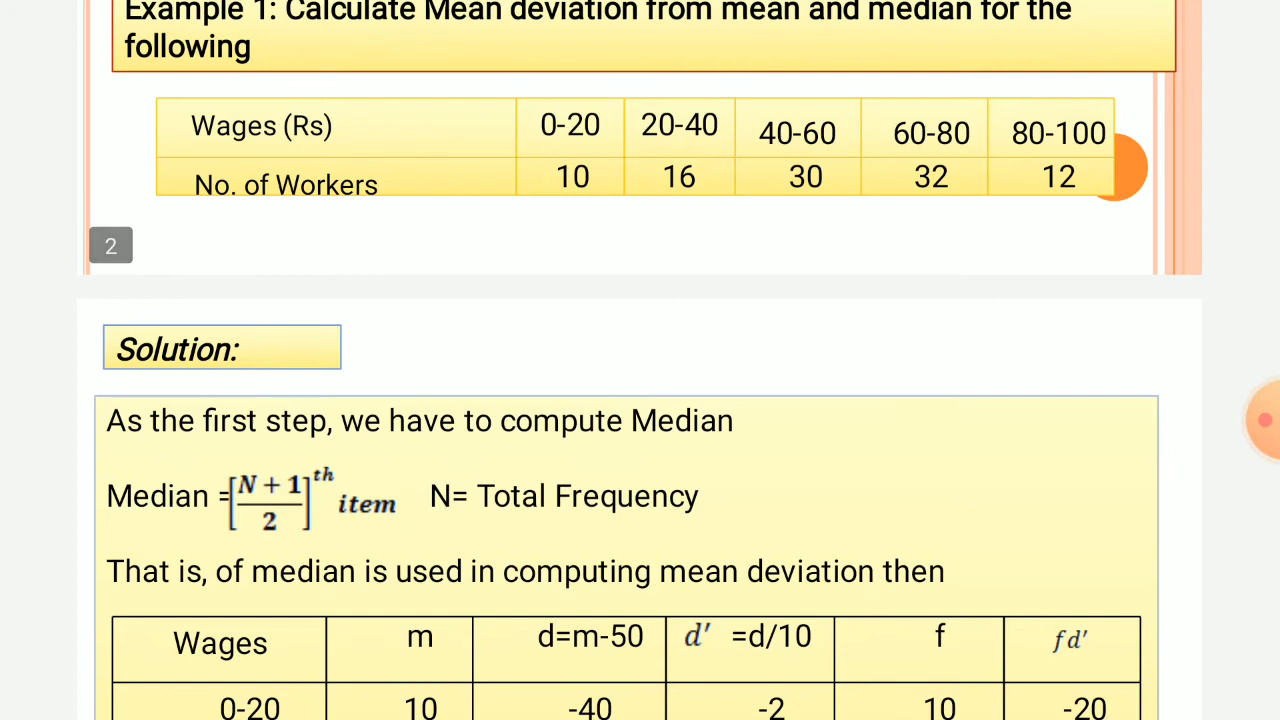 Example 1: Calculate Mean deviation from mean and median for the
following
Wages (Rs) 0-20 20-40 40-60 60-80 80-100
No. of Workers 10 16 30 32 12
2
Solution:
As the first step, we have to compute Median
Median =[N + 1 / 2]^th item N= Total Frequency
That is, of median is used in computing mean deviation then
Wages m d=m-50 d′ =d/10 f fd′
0-20 10 -40 -2 10 -20